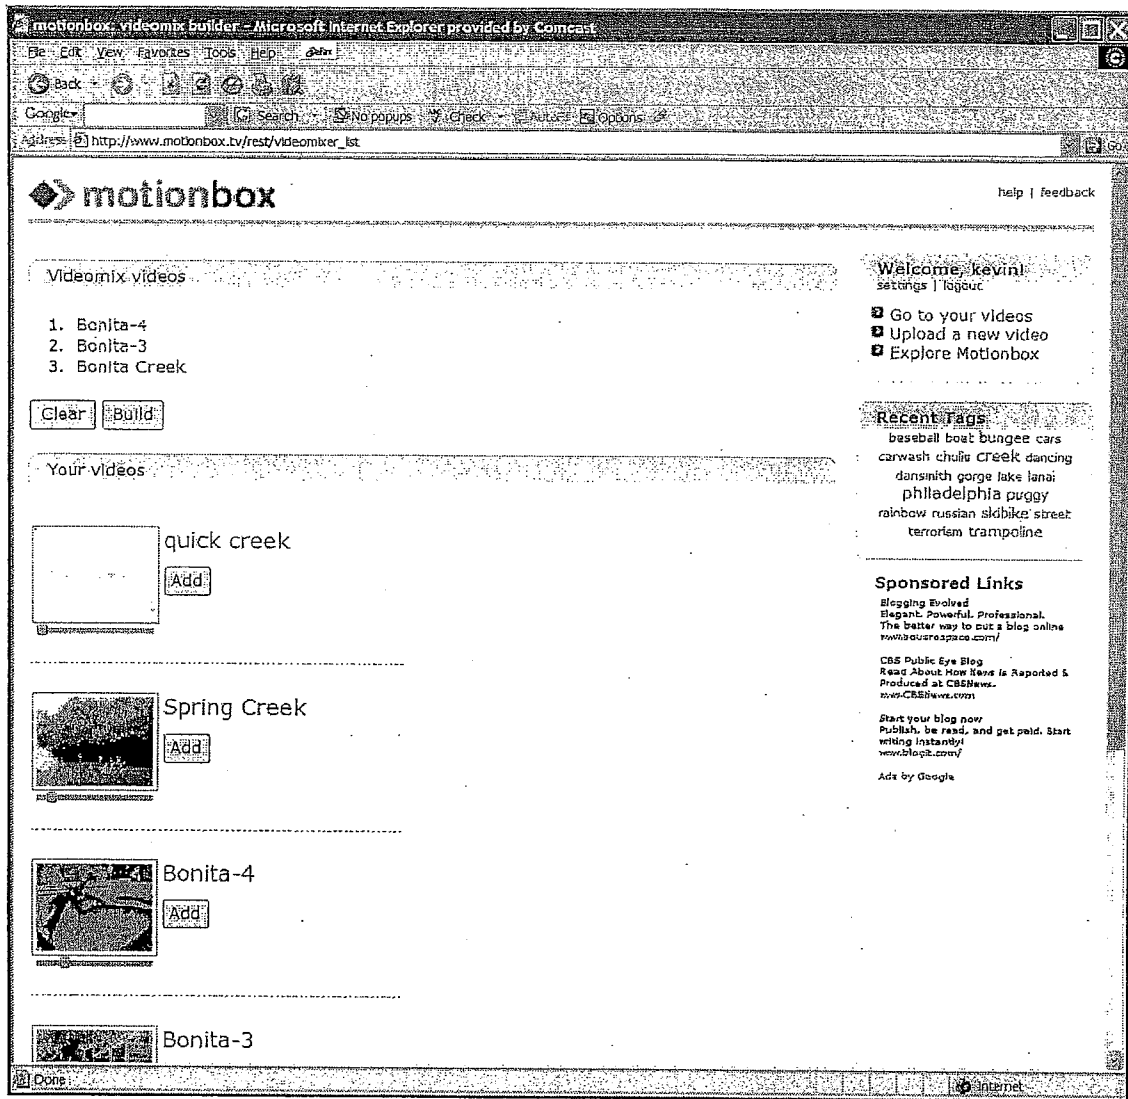 motionbox: videomix builder - Microsoft Internet Explorer provided by Comcast
File Edit View Favorites Tools Help
Back
Google Search No popups Check AutoFill Options
Address http://www.motionbox.tv/rest/videomixer_list Go
motionbox
help | feedback
Videomix videos
1. Bonita-4
2. Bonita-3
3. Bonita Creek
Clear Build
Your videos
quick creek
Add
Spring Creek
Add
Bonita-4
Add
Bonita-3
Welcome, kevin!
settings | logout
Go to your videos
Upload a new video
Explore Motionbox
Recent Tags
baseball boat bungee cars
carwash creek dancing
dansmith gorge lake lanai
philadelphia puggy
rainbow russian skibike street
terrorism trampoline
Sponsored Links
Blogging Evolved
Elegant. Powerful. Professional.
The better way to put a blog online
CBS Public Eye Blog
Read About How News is Reported &
Produced at CBSNews.
www.CBSNews.com
Start your blog now
Publish, be read, and get paid. Start
writing instantly!
www.blogit.com/
Ads by Google
Done
Internet